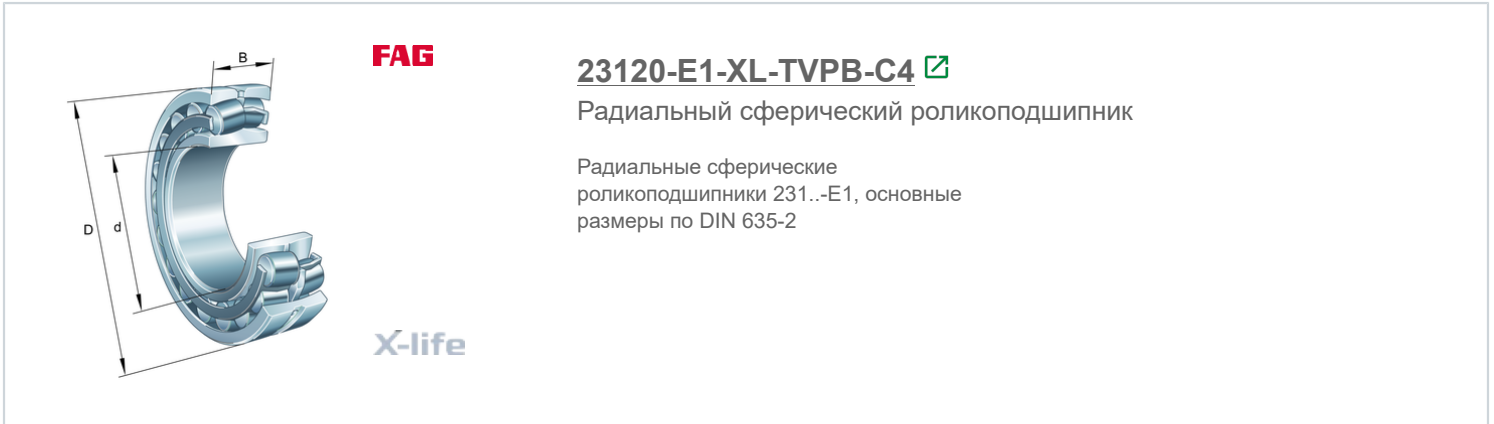 B
D
d
FAG
X-life
23120-E1-XL-TVPB-C4
Радиальный сферический роликоподшипник
Радиальные сферические
роликоподшипники 231..-E1, основные
размеры по DIN 635-2